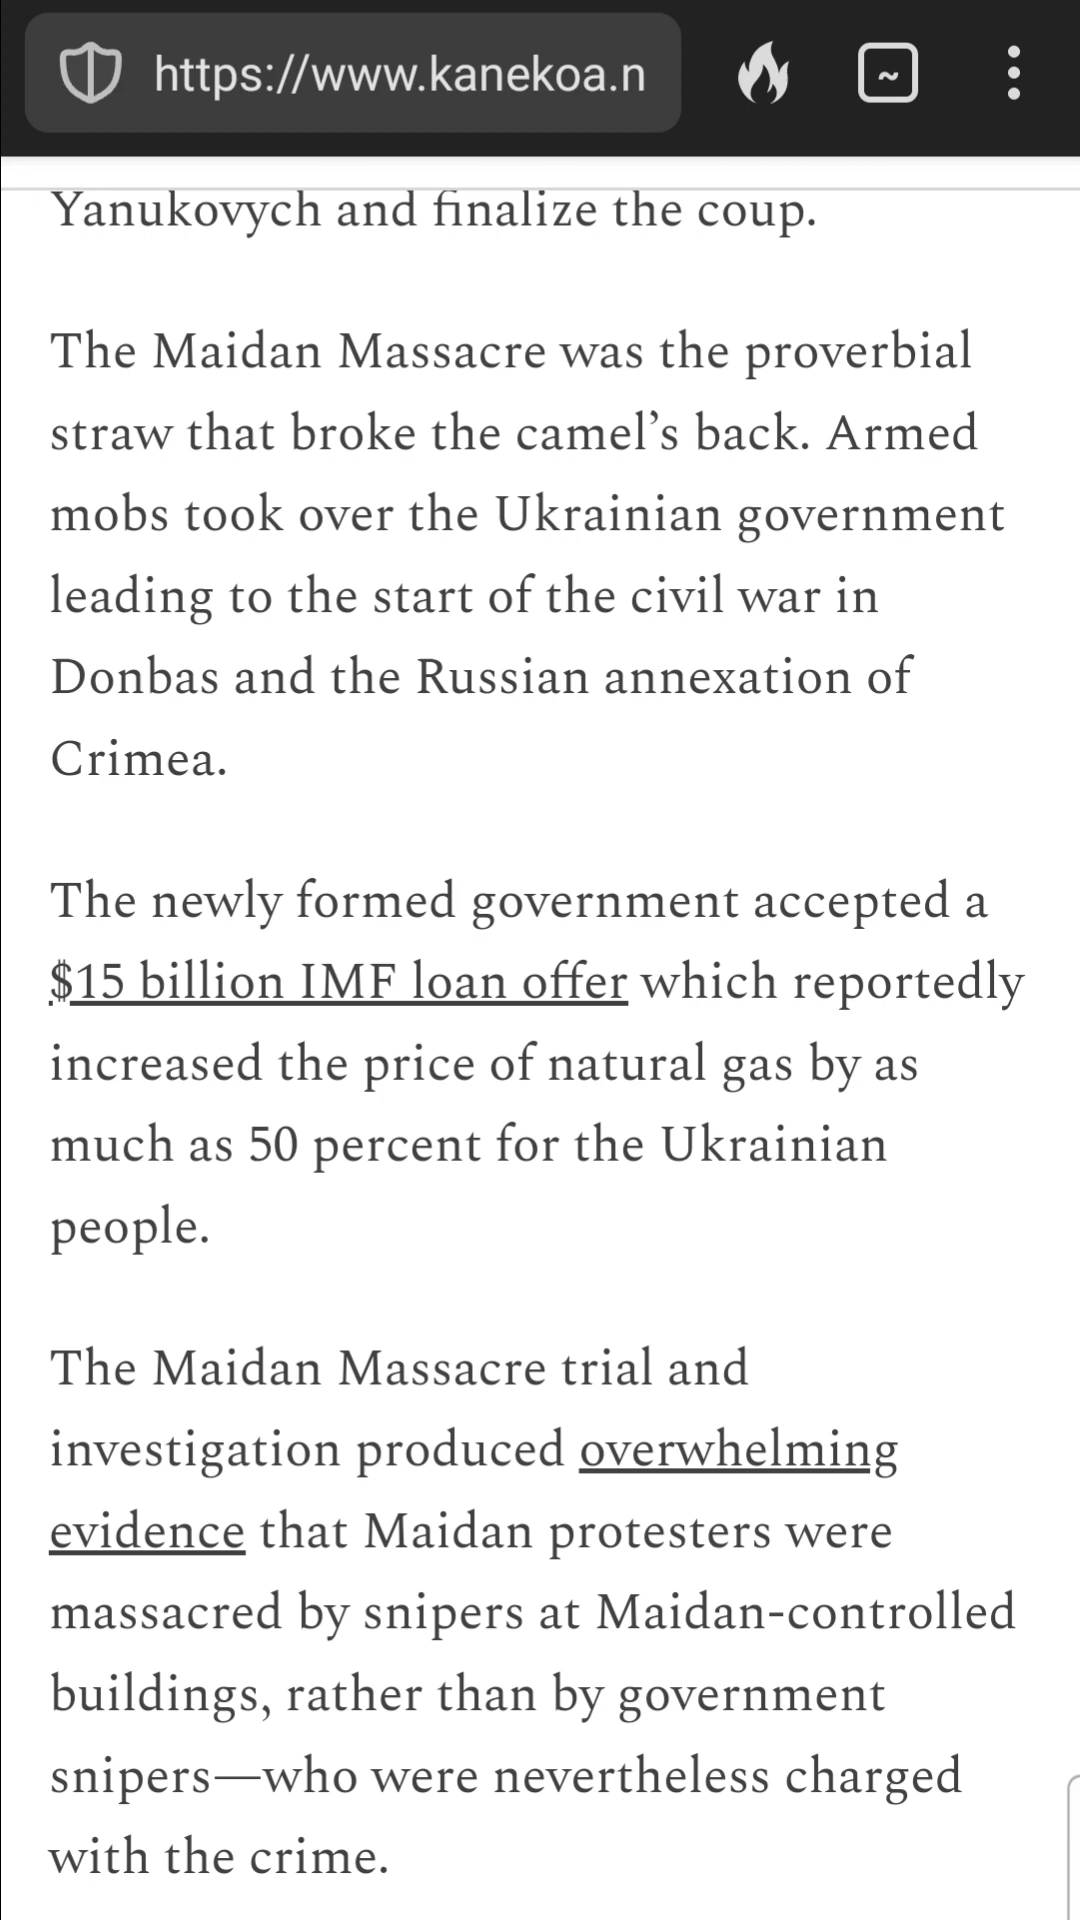 https://www.kanekoa.n
~
Yanukovych and finalize the coup.
The Maidan Massacre was the proverbial
straw that broke the camel’s back. Armed
mobs took over the Ukrainian government
leading to the start of the civil war in
Donbas and the Russian annexation of
Crimea.
The newly formed government accepted a
$15 billion IMF loan offer which reportedly
increased the price of natural gas by as
much as 50 percent for the Ukrainian
people.
The Maidan Massacre trial and
investigation produced overwhelming
evidence that Maidan protesters were
massacred by snipers at Maidan-controlled
buildings, rather than by government
snipers—who were nevertheless charged
with the crime.